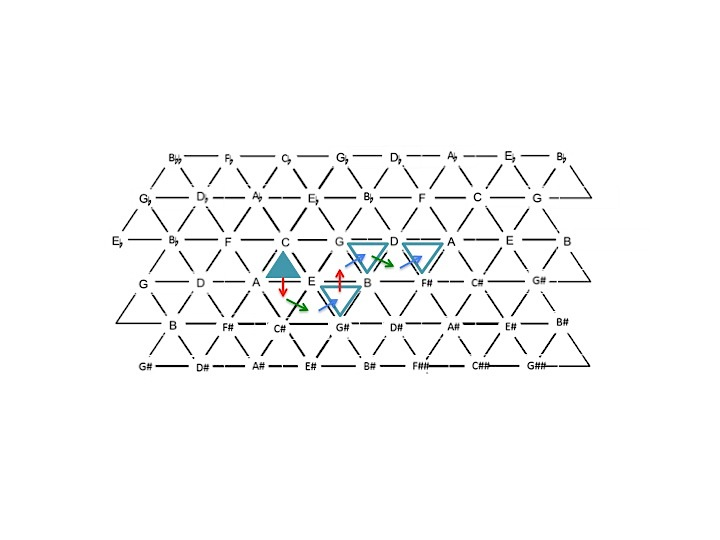 B♭♭ F♭ C♭ G♭ D♭ A♭ E♭ B♭
G♭ D♭ A♭ E♭ B♭ F C G
E♭ B♭ F C G D A E B
G D A E B F# C# G#
B F# C# G# D# A# E# B#
G# D# A# E# B# F## C## G##